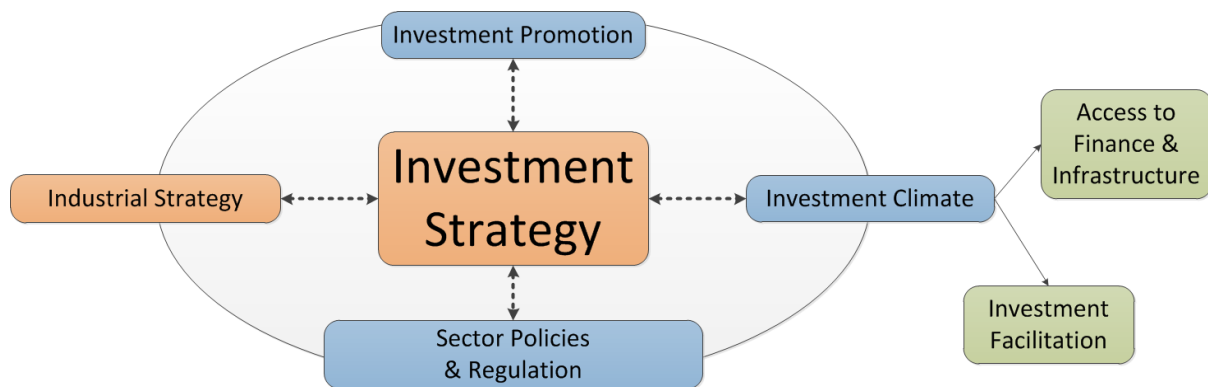 Investment Promotion
Access to
Finance &
Infrastructure
Investment
Strategy
Industrial Strategy
Investment Climate
Sector Policies
& Regulation
Investment
Facilitation